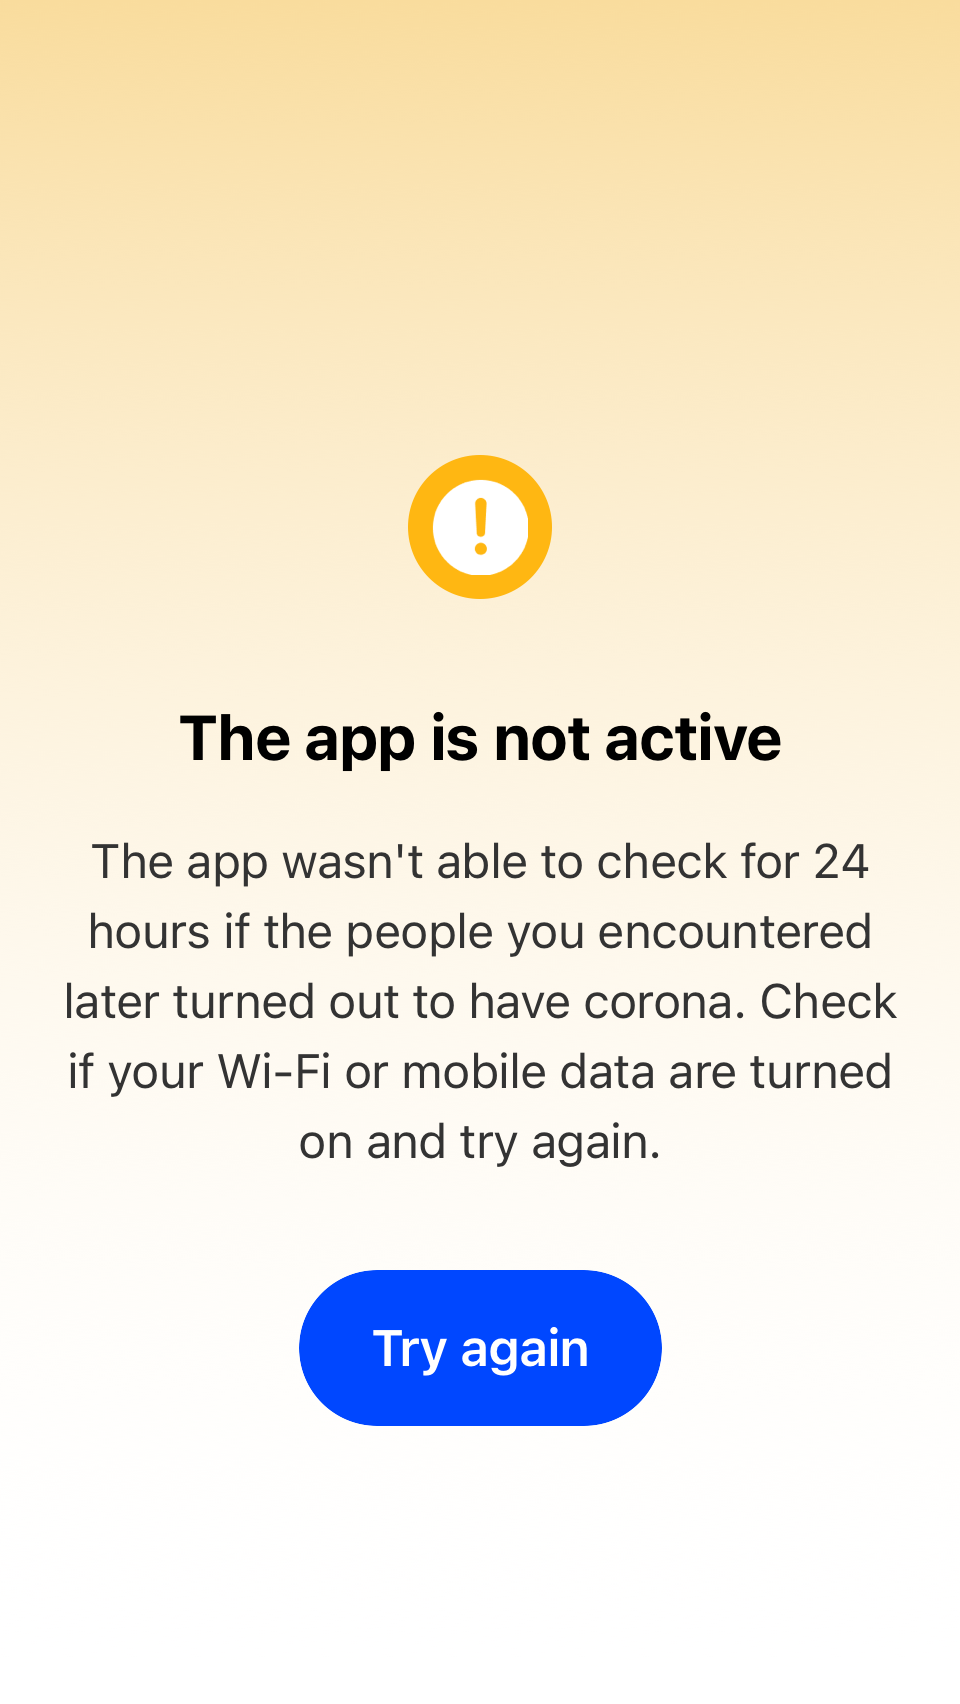 The app is not active
The app wasn't able to check for 24
hours if the people you encountered
later turned out to have corona. Check
if your Wi-Fi or mobile data are turned
on and try again.
Try again